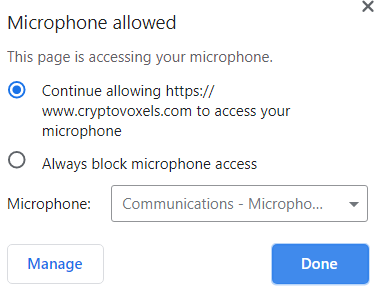 Microphone allowed
This page is accessing your microphone.
Continue allowing https://
www.cryptovoxels.com to access your
microphone
Always block microphone access
Microphone: Communications - Micropho...
Manage Done